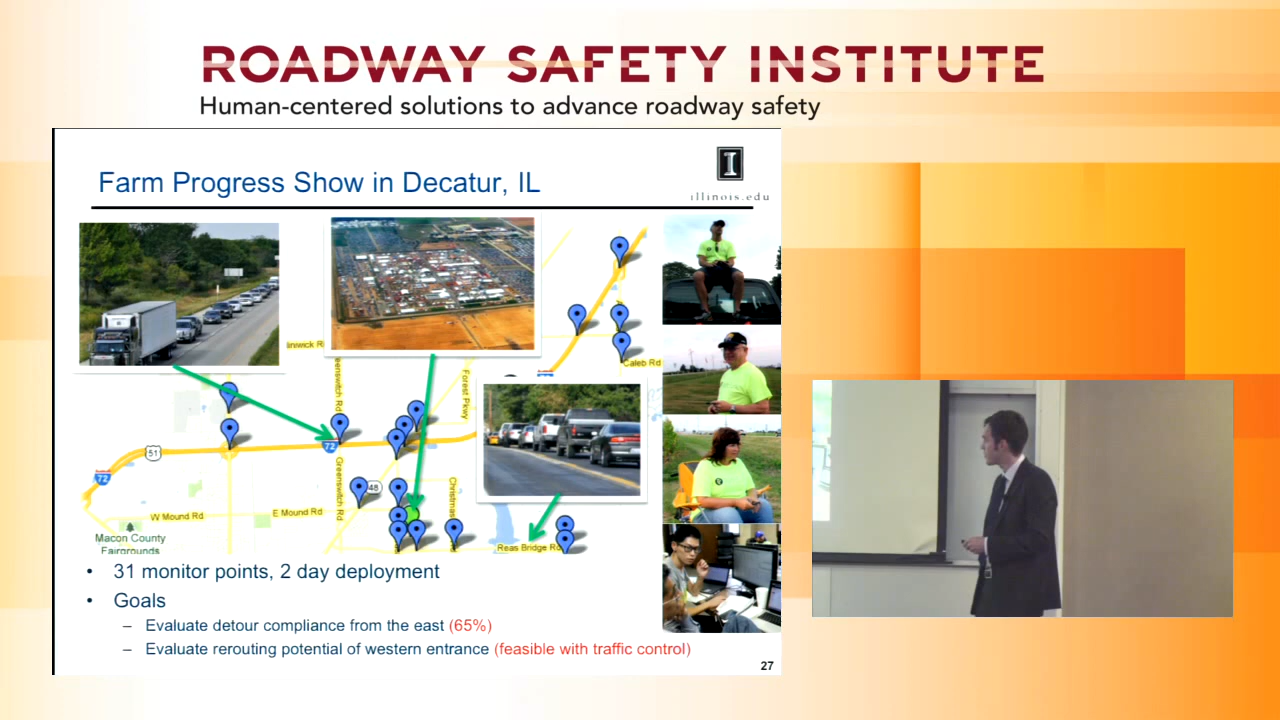 ROADWAY SAFETY INSTITUTE
Human-centered solutions to advance roadway safety
Farm Progress Show in Decatur, IL
I
illinois.edu
Caleb Rd
Forest Pkwy
51
72
72
Greenswitch Rd
48
W Mound Rd
E Mound Rd
Macon County
Fairgrounds
Reas Bridge Rd
• 31 monitor points, 2 day deployment
• Goals
– Evaluate detour compliance from the east (65%)
– Evaluate rerouting potential of western entrance (feasible with traffic control)
27